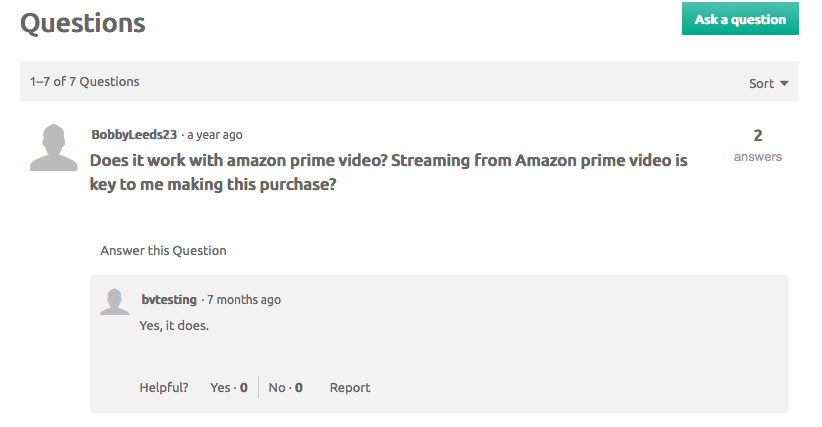 Questions
Ask a question
1–7 of 7 Questions
Sort
BobbyLeeds23 · a year ago
2
answers
Does it work with amazon prime video? Streaming from Amazon prime video is
key to me making this purchase?
Answer this Question
bvtesting · 7 months ago
Yes, it does.
Helpful? Yes · 0 No · 0 Report